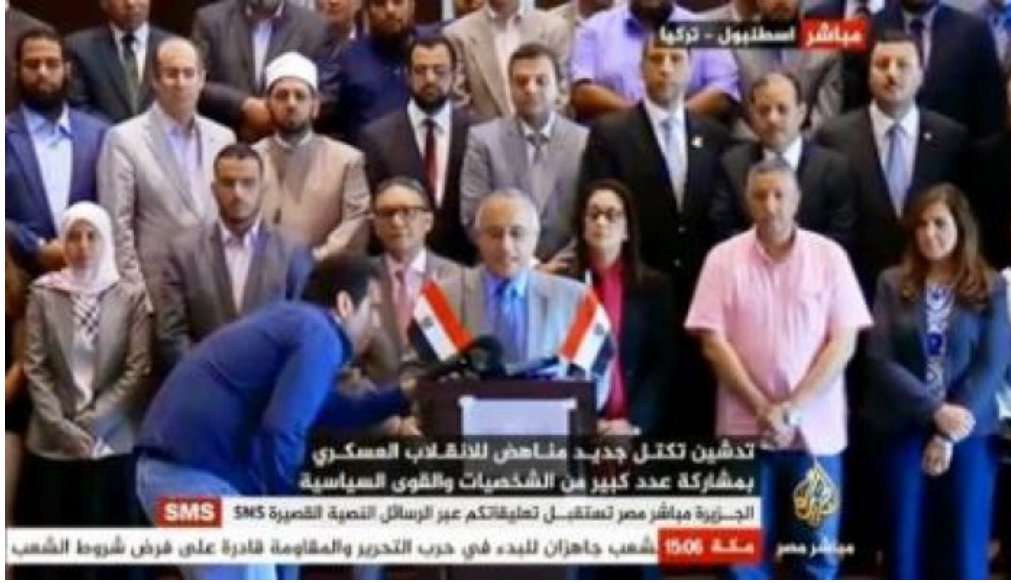 مباشر اسطنبول - تركيا
تدشين تكتل جديد مناهض للانقلاب العسكري
بمشاركة عدد كبير من الشخصيات والقوى السياسية
الجزيرة مباشر مصر تستقبل تعليقاتكم عبر الرسائل النصية القصيرة SMS
SMS
مكة 15:06
شعب جاهزان للبدء في حرب التحرير والمقاومة قادرة على فرض شروط الشعب
مباشر مصر